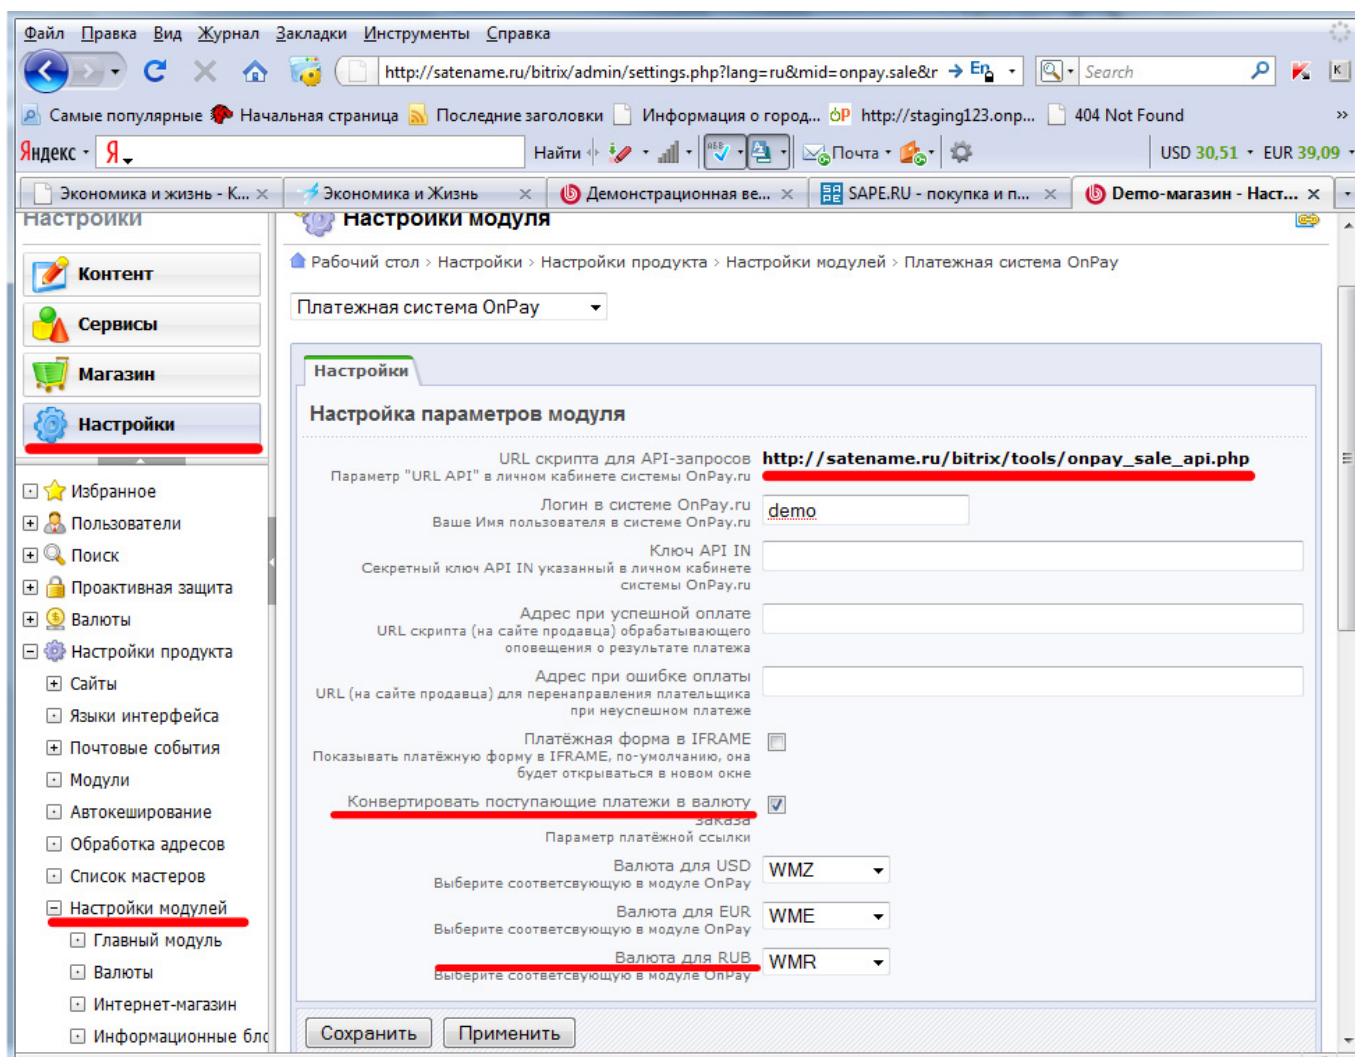 Файл Правка Вид Журнал Закладки Инструменты Справка
http://satename.ru/bitrix/admin/settings.php?lang=ru&mid=onpay.sale&r En Search
Самые популярные Начальная страница Последние заголовки Информация о город... http://staging123.onp... 404 Not Found »
Яндекс Я Найти Почта USD 30,51 EUR 39,09
Экономика и жизнь - К... Экономика и Жизнь Демонстрационная ве... SAPE.RU - покупка и п... Demo-магазин - Наст...
Настройки
Настройки модуля
Рабочий стол › Настройки › Настройки продукта › Настройки модулей › Платежная система OnPay
Платежная система OnPay
Контент
Сервисы
Магазин
Настройки
Избранное
Пользователи
Поиск
Проактивная защита
Валюты
Настройки продукта
Сайты
Языки интерфейса
Почтовые события
Модули
Автокеширование
Обработка адресов
Список мастеров
Настройки модулей
Главный модуль
Валюты
Интернет-магазин
Информационные бло
Настройки
Настройка параметров модуля
URL скрипта для API-запросов http://satename.ru/bitrix/tools/onpay_sale_api.php
Параметр "URL API" в личном кабинете системы OnPay.ru
Логин в системе OnPay.ru demo
Ваше Имя пользователя в системе OnPay.ru
Ключ API IN
Секретный ключ API IN указанный в личном кабинете
системы OnPay.ru
Адрес при успешной оплате
URL скрипта (на сайте продавца) обрабатывающего
оповещения о результате платежа
Адрес при ошибке оплаты
URL (на сайте продавца) для перенаправления плательщика
при неуспешном платеже
Платёжная форма в IFRAME
Показывать платёжную форму в IFRAME, по-умолчанию, она
будет открываться в новом окне
Конвертировать поступающие платежи в валюту
заказа
Параметр платёжной ссылки
Валюта для USD WMZ
Выберите соответсвующую в модуле OnPay
Валюта для EUR WME
Выберите соответсвующую в модуле OnPay
Валюта для RUB WMR
Выберите соответсвующую в модуле OnPay
Сохранить Применить